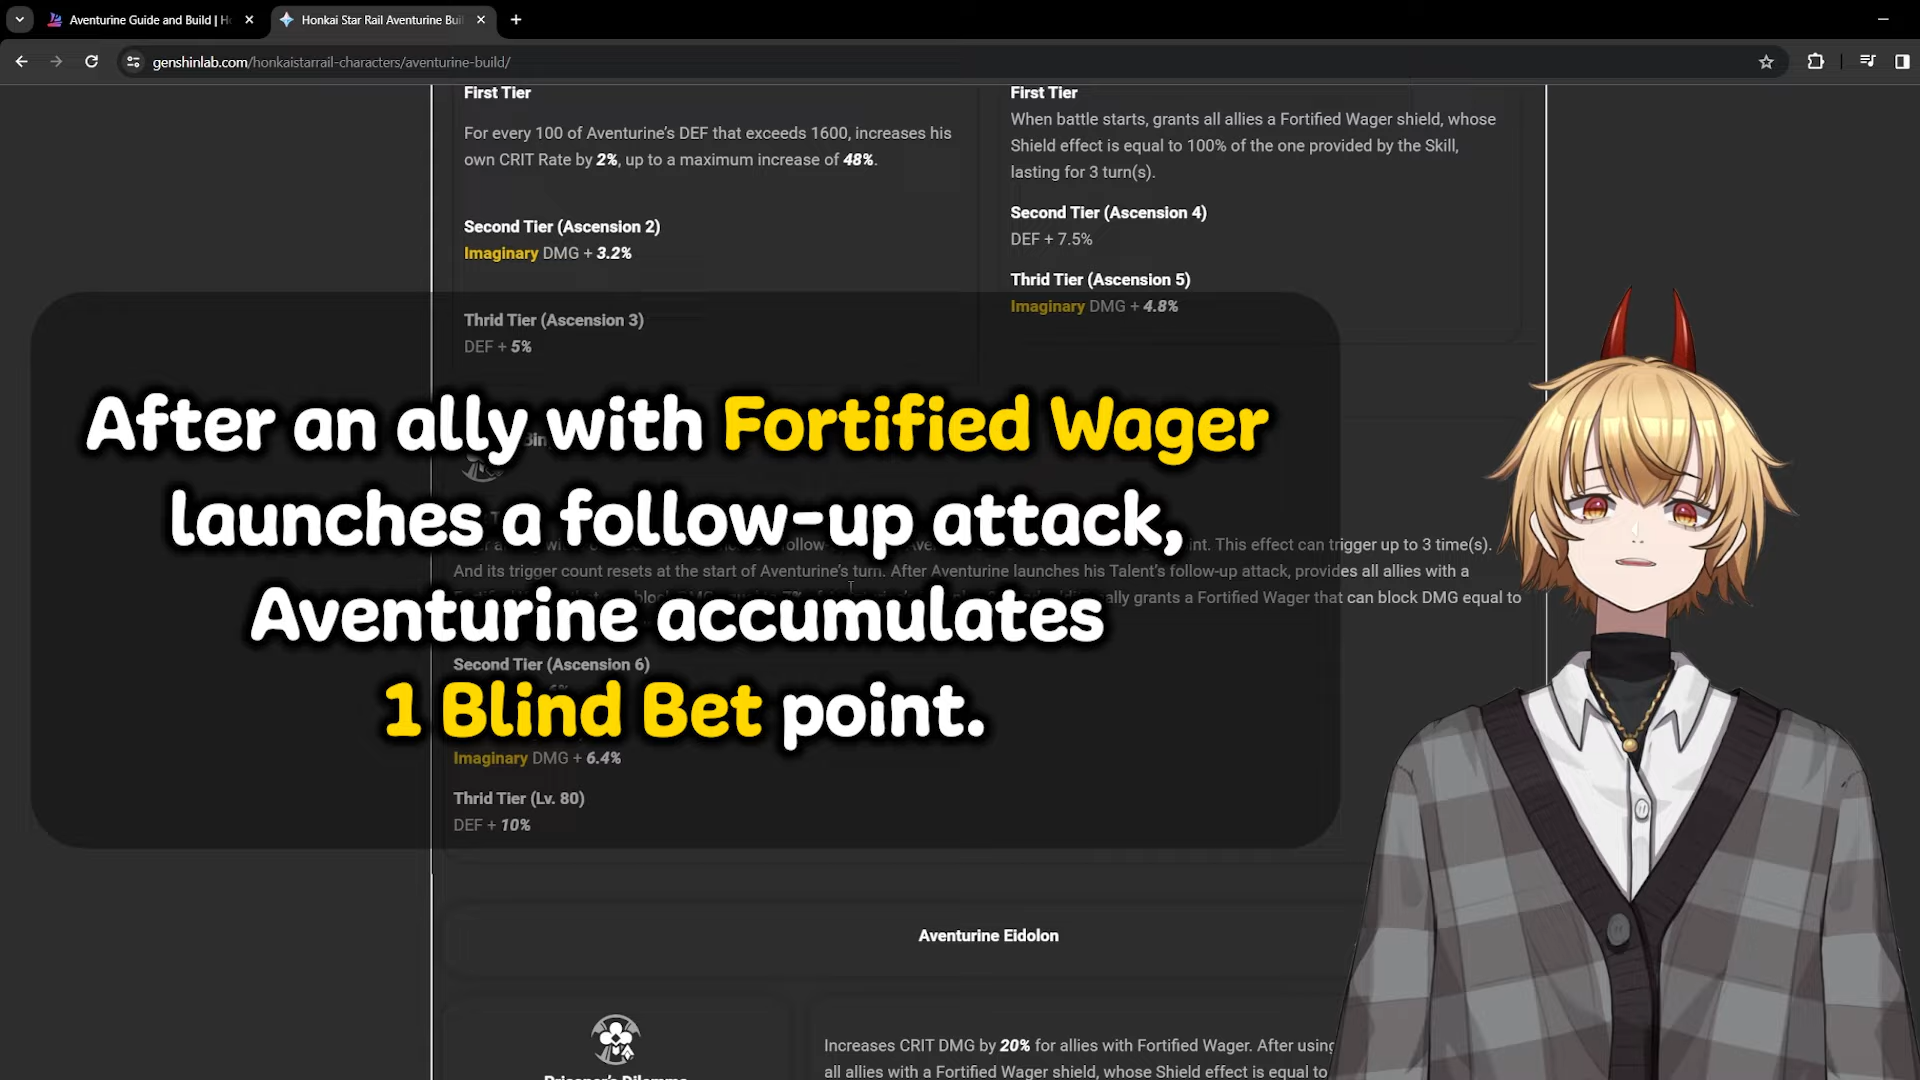 Aventurine Guide and Build | H
Honkai Star Rail Aventurine Bui
genshinlab.com/honkaistarrail-characters/aventurine-build/
First Tier
For every 100 of Aventurine's DEF that exceeds 1600, increases his
own CRIT Rate by 2%, up to a maximum increase of 48%.
Second Tier (Ascension 2)
Imaginary DMG + 3.2%
Thrid Tier (Ascension 3)
DEF + 5%
First Tier
When battle starts, grants all allies a Fortified Wager shield, whose
Shield effect is equal to 100% of the one provided by the Skill,
lasting for 3 turn(s).
Second Tier (Ascension 4)
DEF + 7.5%
Thrid Tier (Ascension 5)
Imaginary DMG + 4.8%
After an ally with Fortified Wager
launches a follow-up attack,
Aventurine accumulates
1 Blind Bet point.
This effect can trigger up to 3 time(s).
And its trigger count resets at the start of Aventurine's turn. After Aventurine launches his Talent's follow-up attack, provides all allies with a
grants a Fortified Wager that can block DMG equal to
Second Tier (Ascension 6)
Imaginary DMG + 6.4%
Thrid Tier (Lv. 80)
DEF + 10%
Aventurine Eidolon
Prisoner's Dilemma
Increases CRIT DMG by 20% for allies with Fortified Wager. After using
all allies with a Fortified Wager shield, whose Shield effect is equal to